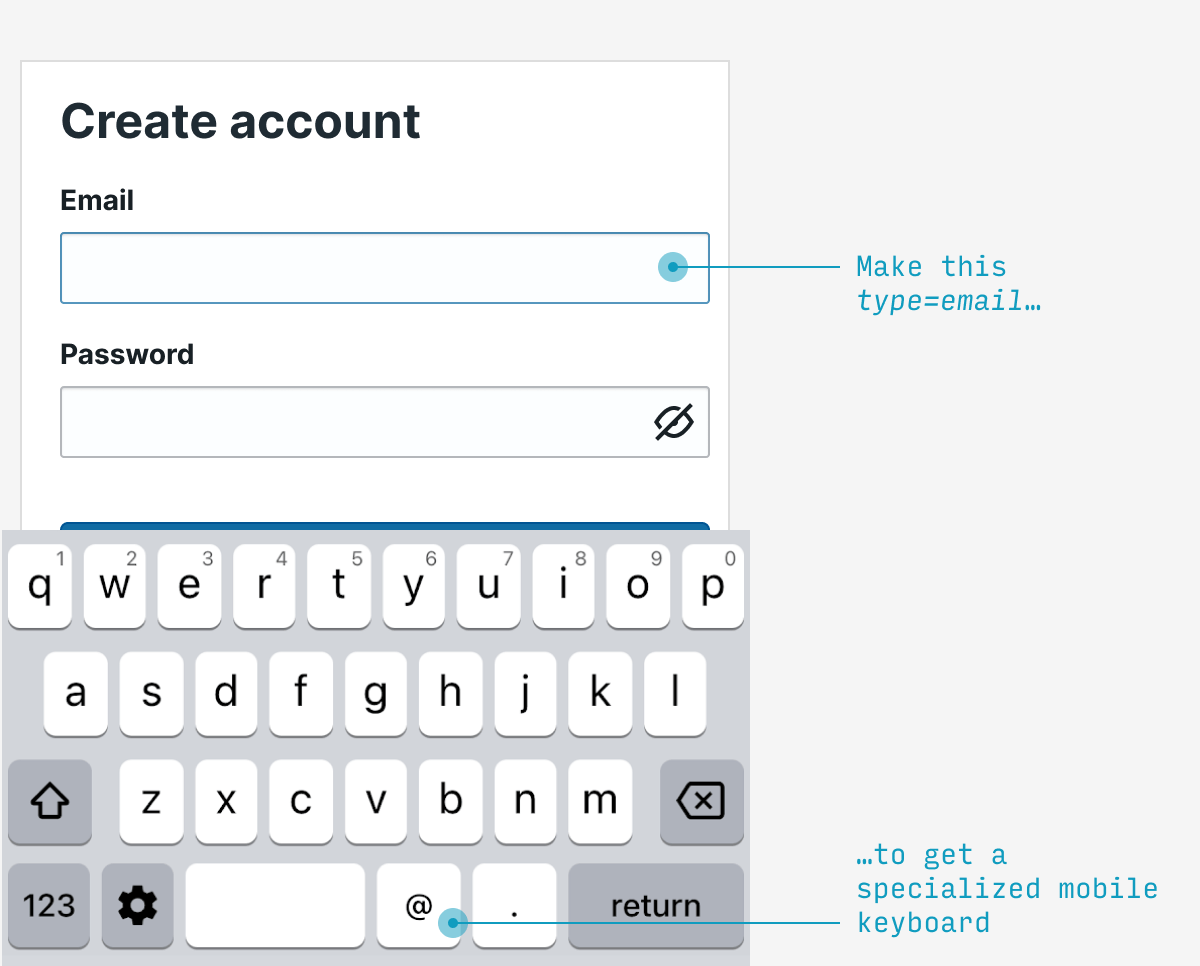 Create account
Email
Make this
type=email…
Password
q 1 w 2 e 3 r 4 t 5 y 6 u 7 i 8 o 9 p 0
a s d f g h j k l
z x c v b n m
…to get a
specialized mobile
keyboard
123 @ . return